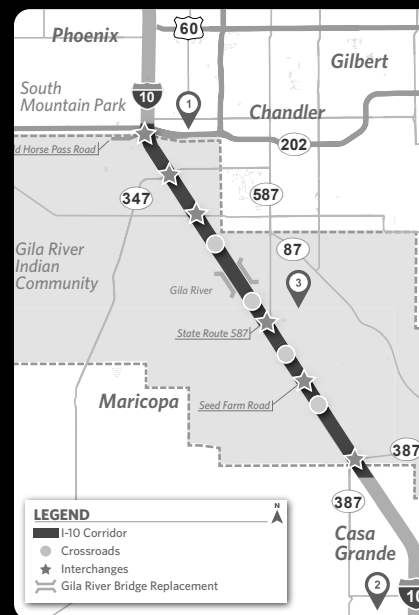 Phoenix
60
Gilbert
South
Mountain Park
10
1
Chandler
202
ld Horse Pass Road
347
587
87
Gila River
Indian
Community
Gila River
3
State Route 587
Maricopa
Seed Farm Road
387
387
Casa
Grande
2
10
LEGEND
N
I-10 Corridor
Crossroads
Interchanges
Gila River Bridge Replacement